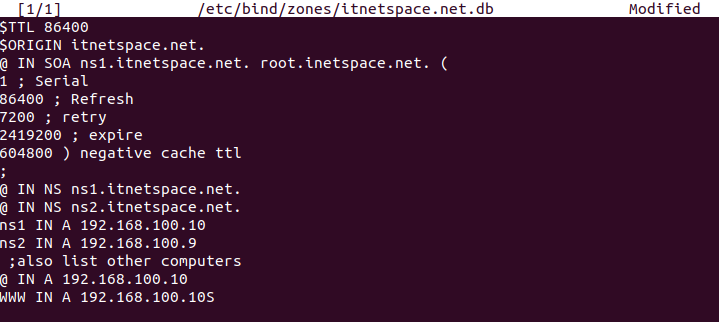 [1/1] /etc/bind/zones/itnetspace.net.db Modified
$TTL 86400
$ORIGIN itnetspace.net.
@ IN SOA ns1.itnetspace.net. root.inetspace.net. (
1 ; Serial
86400 ; Refresh
7200 ; retry
2419200 ; expire
604800 ) negative cache ttl
;
@ IN NS ns1.itnetspace.net.
@ IN NS ns2.itnetspace.net.
ns1 IN A 192.168.100.10
ns2 IN A 192.168.100.9
;also list other computers
@ IN A 192.168.100.10
WWW IN A 192.168.100.10S